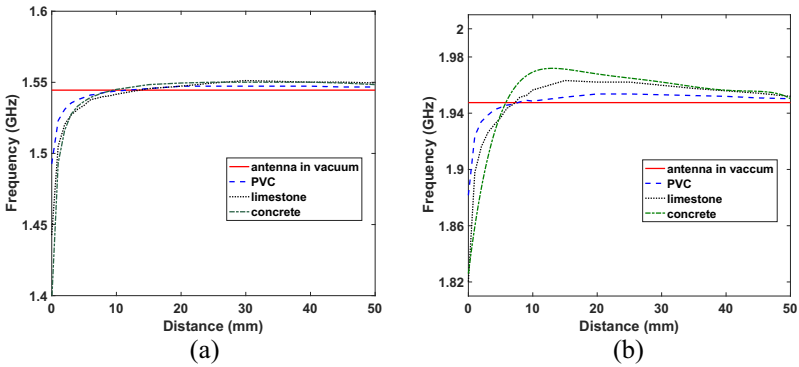 1.6
1.55
1.5
1.45
1.4
Frequency (GHz)
antenna in vaccum
PVC
limestone
concrete
0 10 20 30 40 50
Distance (mm)
(a)
2
1.98
1.94
1.9
1.86
1.82
Frequency (GHz)
antenna in vaccum
PVC
limestone
concrete
0 10 20 30 40 50
Distance (mm)
(b)